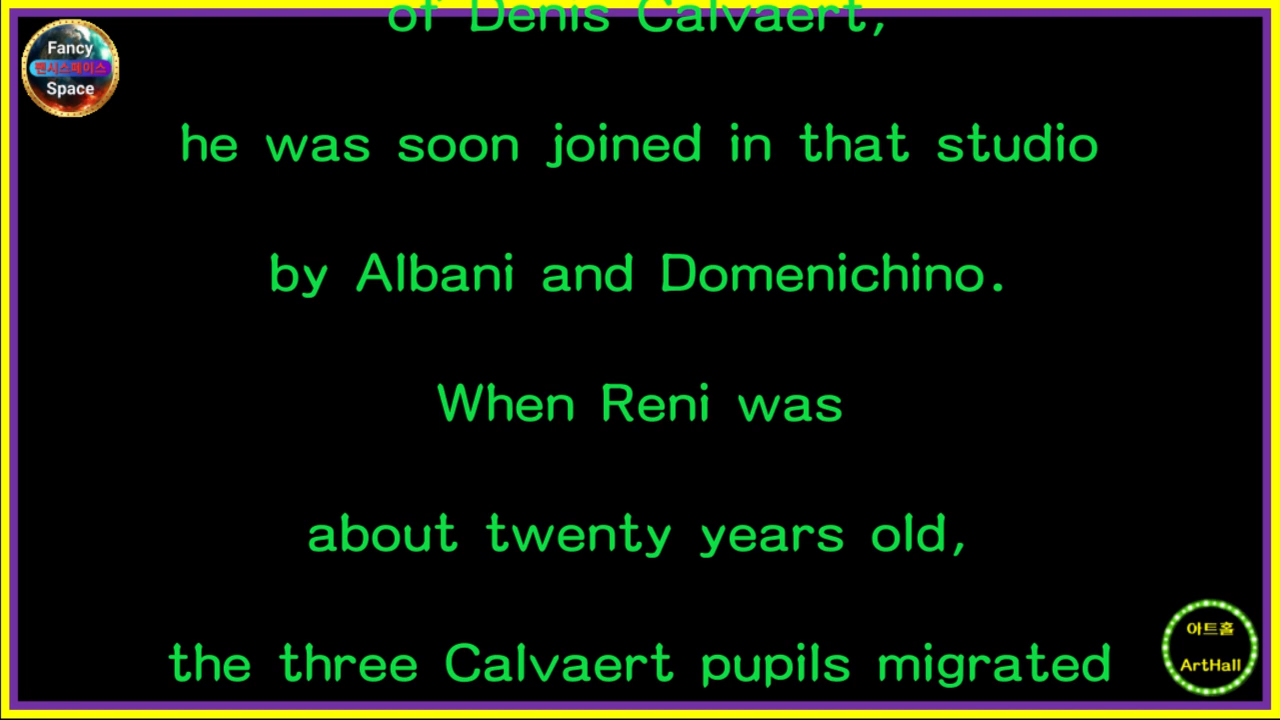 of Denis Calvaert,
Fancy
팬시스페이스
Space
he was soon joined in that studio
by Albani and Domenichino.
When Reni was
about twenty years old,
the three Calvaert pupils migrated
아트홀
ArtHall